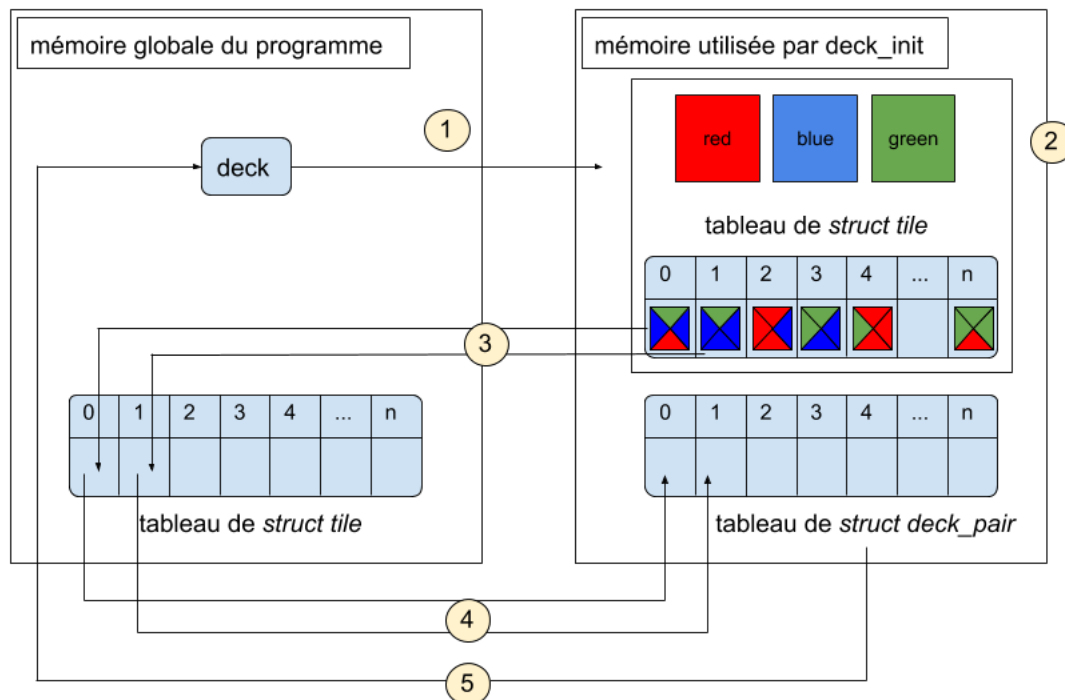 mémoire globale du programme
mémoire utilisée par deck_init
1
2
deck
red blue green
tableau de struct tile
0 1 2 3 4 ... n
3
0 1 2 3 4 ... n
0 1 2 3 4 ... n
tableau de struct tile
tableau de struct deck_pair
4
5